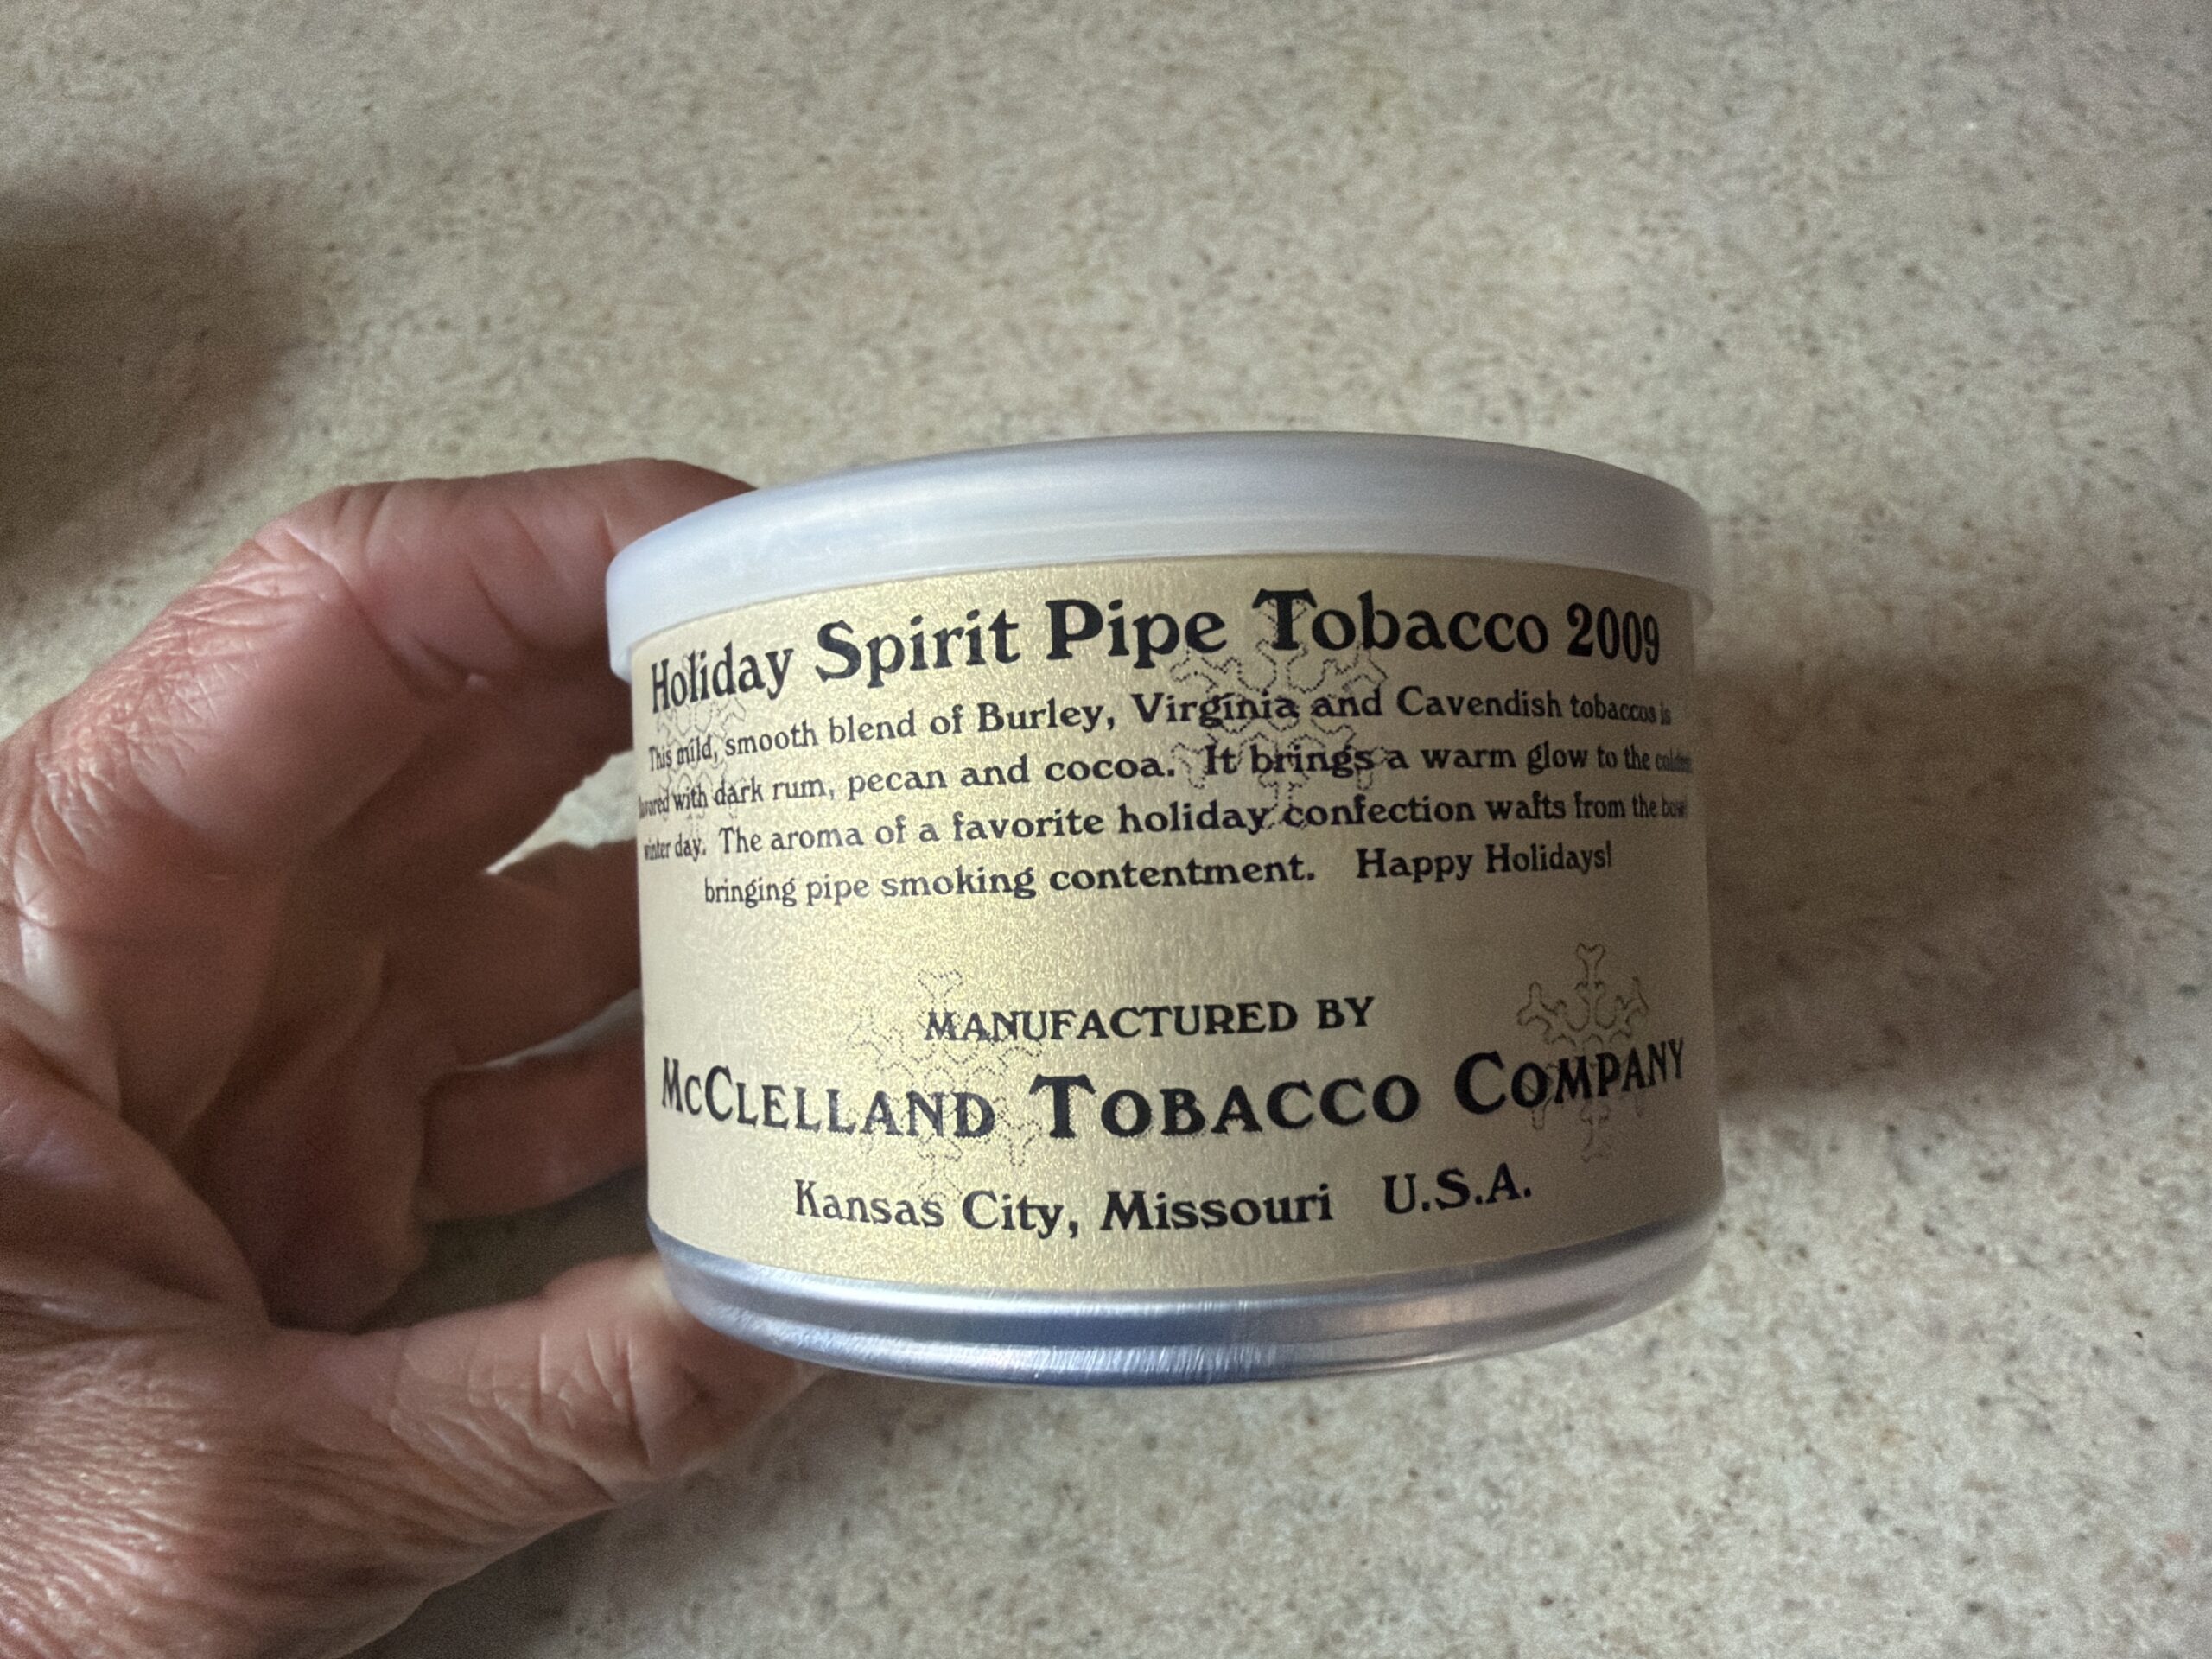 Holiday Spirit Pipe Tobacco 2009
This mild, smooth blend of Burley, Virginia and Cavendish tobaccos is
with dark rum, pecan and cocoa. It brings a warm glow to the
winter day. The aroma of a favorite holiday confection wafts from the bowl
bringing pipe smoking contentment. Happy Holidays!
MANUFACTURED BY
McCLELLAND TOBACCO COMPANY
Kansas City, Missouri U.S.A.